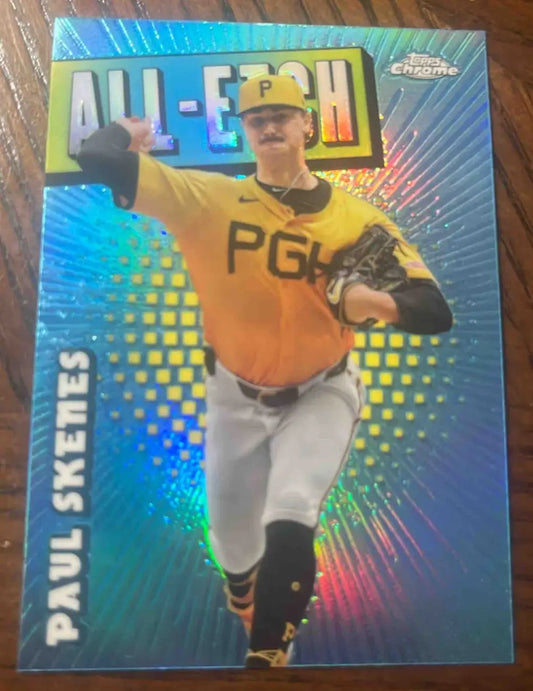 ALL-ETCH
Topps
Chrome
P
PGH
PAUL SKENES
P